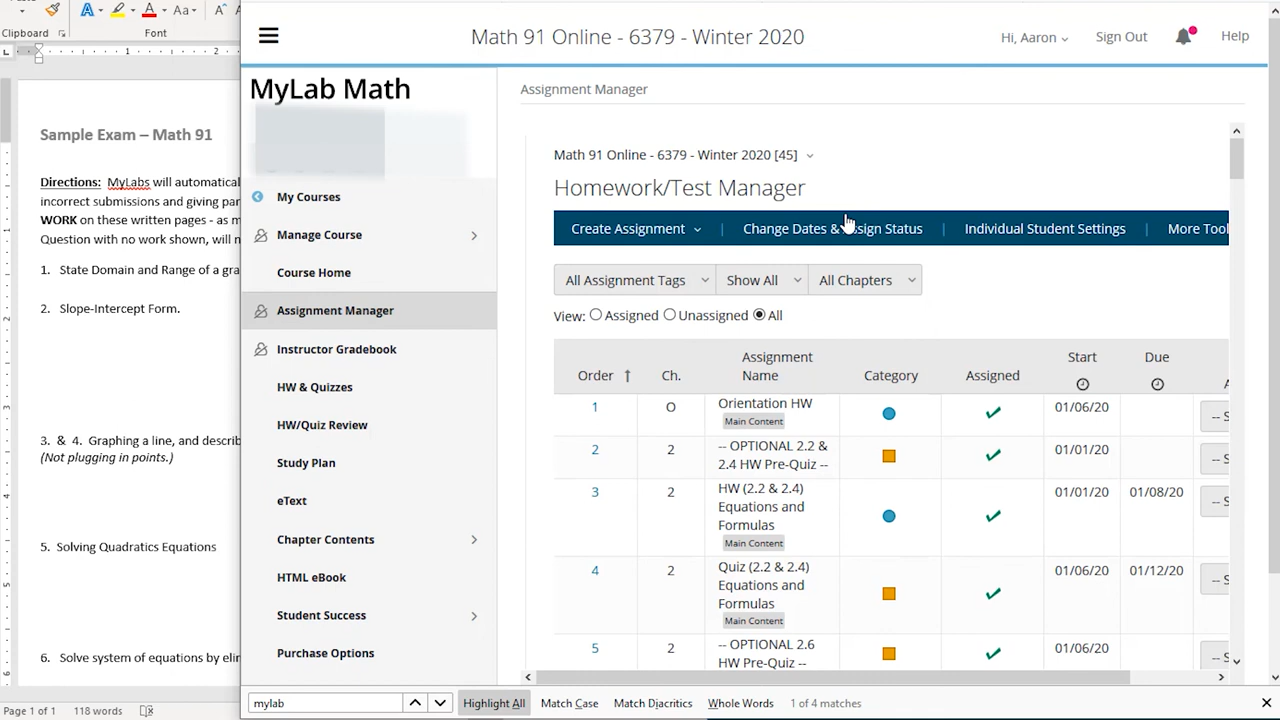 Aa
Clipboard
Font
1
2
Sample Exam – Math 91
Directions: MyLabs will automatical
incorrect submissions and giving par
WORK on these written pages - as m
Question with no work shown, will n
1. State Domain and Range of a gra
2. Slope-Intercept Form.
3. & 4. Graphing a line, and describ
(Not plugging in points.)
5. Solving Quadratics Equations
6. Solve system of equations by elir
Page 1 of 1
118 words
Math 91 Online - 6379 - Winter 2020
Hi, Aaron
Sign Out
Help
MyLab Math
My Courses
Manage Course
Course Home
Assignment Manager
Instructor Gradebook
HW & Quizzes
HW/Quiz Review
Study Plan
eText
Chapter Contents
HTML eBook
Student Success
Purchase Options
Assignment Manager
Math 91 Online - 6379 - Winter 2020 [45]
Homework/Test Manager
Create Assignment | Change Dates & Assign Status | Individual Student Settings | More Tool
All Assignment Tags
Show All
All Chapters
View: Assigned Unassigned All
Order
Ch.
Assignment
Name
Category
Assigned
Start
Due
1 O Orientation HW 01/06/20
Main Content
2 2 -- OPTIONAL 2.2 & 01/01/20
2.4 HW Pre-Quiz --
3 2 HW (2.2 & 2.4) 01/01/20 01/08/20
Equations and
Formulas
Main Content
4 2 Quiz (2.2 & 2.4) 01/06/20 01/12/20
Equations and
Formulas
Main Content
5 2 -- OPTIONAL 2.6 01/06/20
HW Pre-Quiz --
mylab
Highlight All
Match Case
Match Diacritics
Whole Words
1 of 4 matches